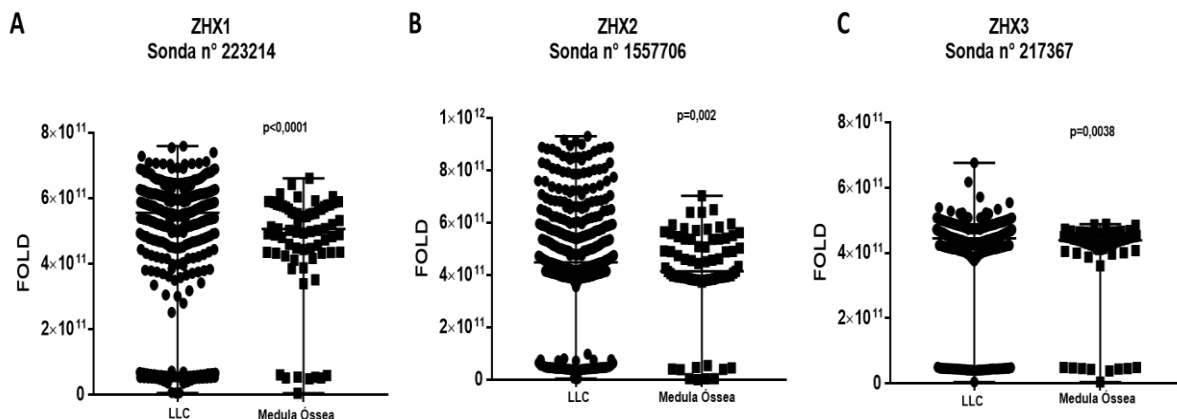 A
ZHX1
Sonda n° 223214
p<0,0001
8×10¹¹
6×10¹¹
4×10¹¹
2×10¹¹
0
FOLD
LLC
Medula Óssea
B
ZHX2
Sonda n° 1557706
p=0,002
1×10¹²
8×10¹¹
6×10¹¹
4×10¹¹
2×10¹¹
0
FOLD
LLC
Medula Óssea
C
ZHX3
Sonda n° 217367
p=0,0038
8×10¹¹
6×10¹¹
4×10¹¹
2×10¹¹
0
FOLD
LLC
Medula Óssea